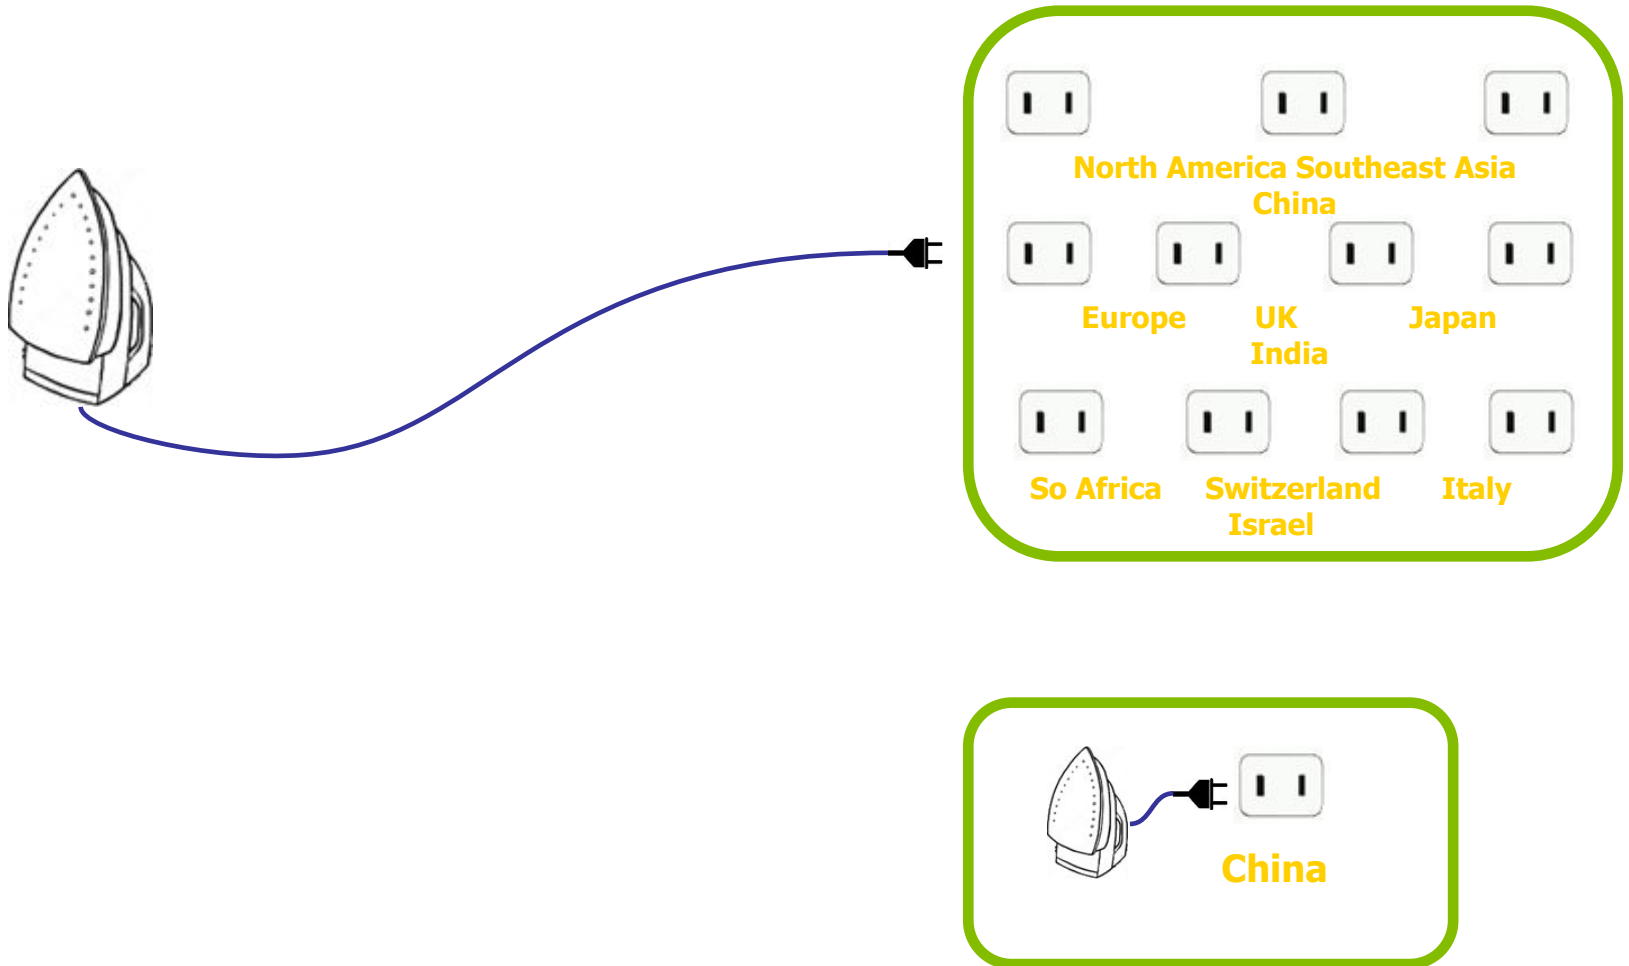 North America Southeast Asia
China
Europe UK Japan
India
So Africa Switzerland Italy
Israel
China